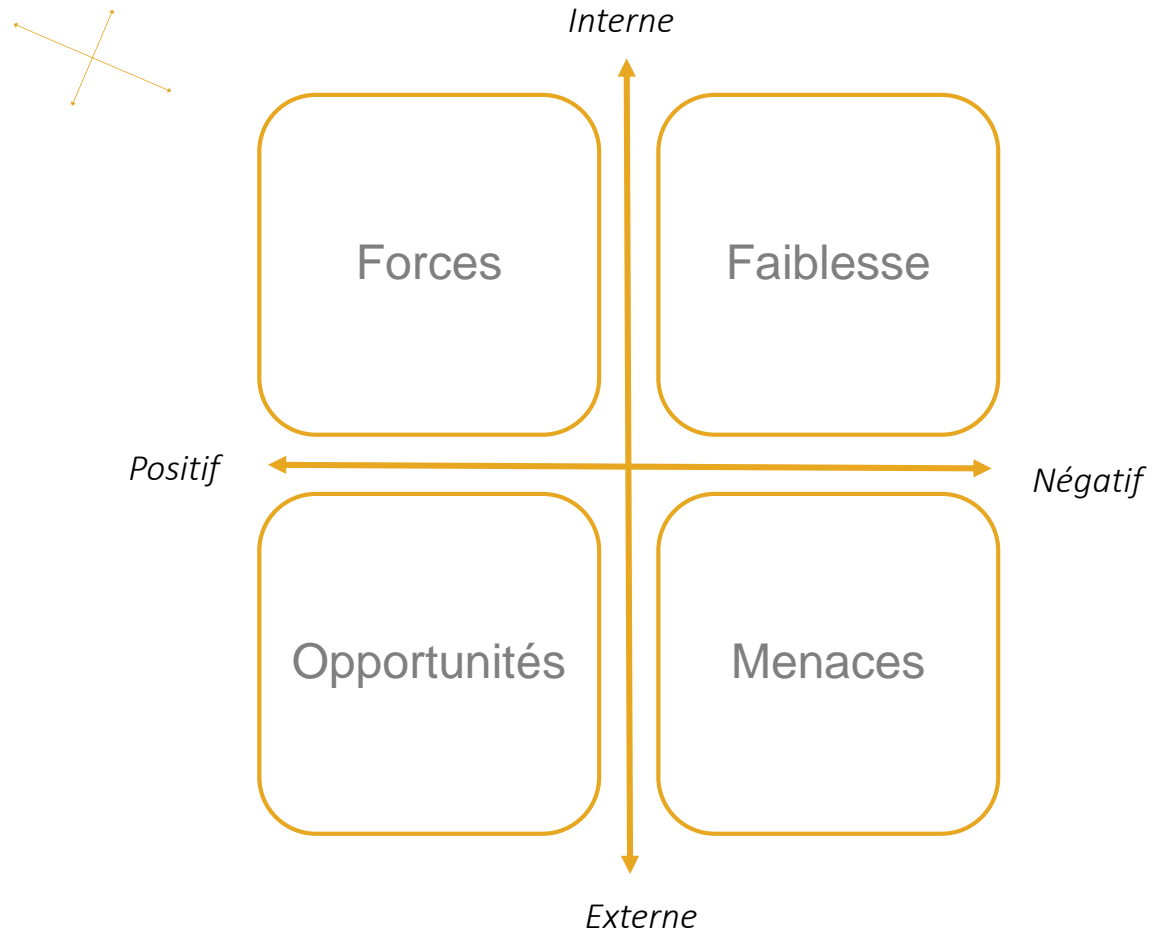 Interne
Forces
Faiblesse
Positif
Négatif
Opportunités
Menaces
Externe